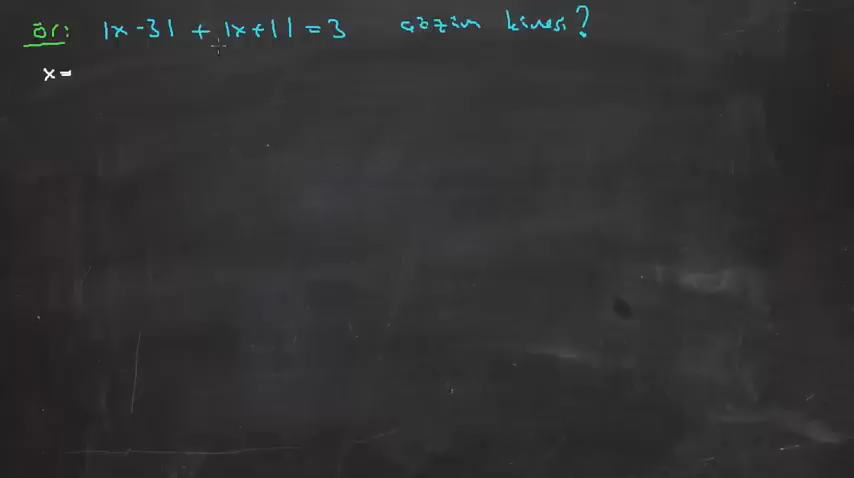 ör: |x-3| + |x+1| = 3 çözüm kümesi?
x=